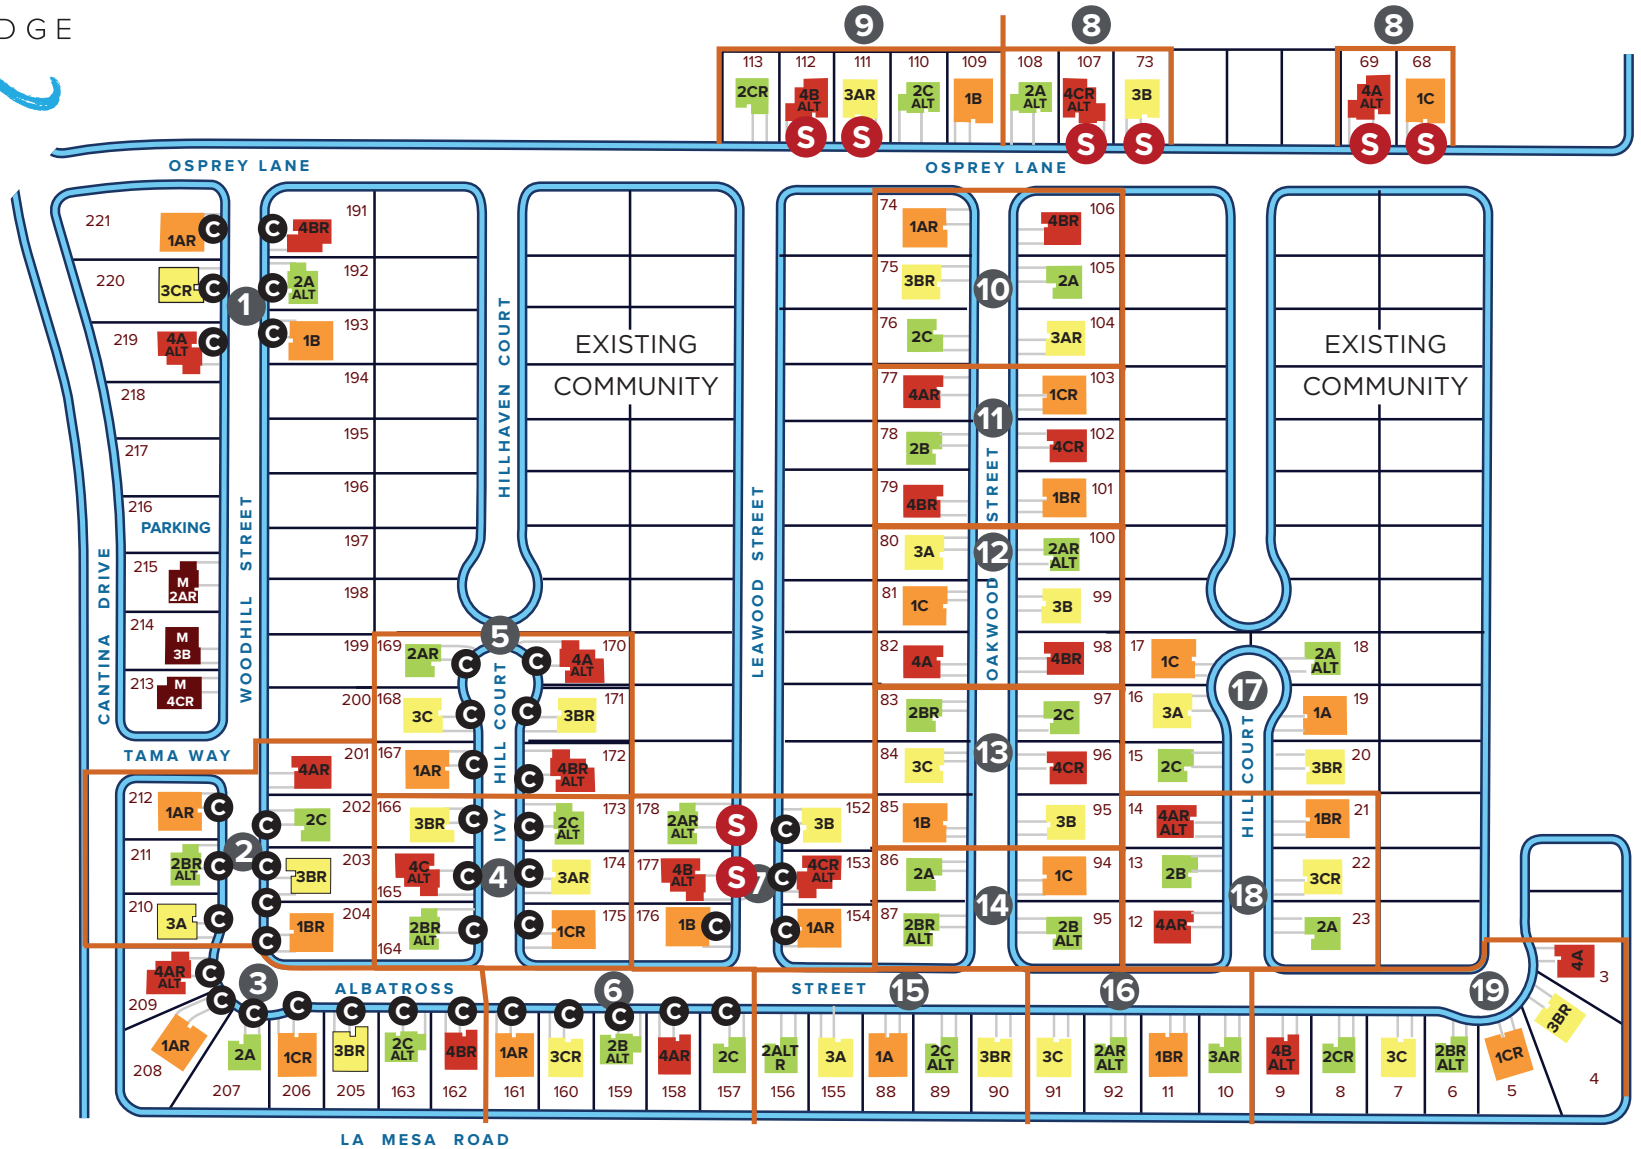 DGE
9
8
8
113
112
111
110
109
108
107
73
69
68
2CR
4B
ALT
3AR
2C
ALT
1B
2A
ALT
4CR
ALT
3B
4A
ALT
1C
S
S
S
S
S
S
OSPREY LANE
OSPREY LANE
221
1AR
C
C
4BR
191
220
3CR
C
C
2A
ALT
192
1
219
4A
ALT
C
C
1B
193
218
194
217
195
216
PARKING
196
197
215
M
2AR
198
214
M
3B
199
213
M
4CR
200
CANTINA DRIVE
WOODHILL STREET
HILLHAVEN COURT
EXISTING
COMMUNITY
LEAWOOD STREET
74
1AR
4BR
106
75
3BR
10
2A
105
76
2C
3AR
104
77
4AR
1CR
103
11
78
2B
4CR
102
79
4BR
1BR
101
80
3A
12
2AR
ALT
100
81
1C
3B
99
82
4A
4BR
98
83
2BR
2C
97
84
3C
13
4CR
96
85
1B
3B
95
86
2A
1C
94
14
87
2BR
ALT
2B
ALT
95
OAKWOOD STREET
EXISTING
COMMUNITY
5
169
2AR
C
C
4A
ALT
170
168
3C
C
C
3BR
171
167
1AR
C
C
4BR
ALT
172
166
3BR
C
C
2C
ALT
173
165
4C
ALT
C
4
C
3AR
174
164
2BR
ALT
C
C
1CR
175
IVY HILL COURT
178
2AR
ALT
S
C
3B
152
177
4B
ALT
S
7
C
4CR
ALT
153
176
1B
C
C
1AR
154
17
1C
2A
ALT
18
16
3A
17
1A
19
15
2C
3BR
20
14
4AR
ALT
1BR
21
13
2B
18
3CR
22
12
4AR
2A
23
HILL COURT
TAMA WAY
4AR
201
212
1AR
C
C
2C
202
211
2BR
ALT
C
2
C
3BR
203
210
3A
C
C
1BR
204
C
209
4AR
ALT
C
3
C
C
C
C
C
C
ALBATROSS
STREET
6
C
C
C
C
C
15
16
19
4A
3
3BR
4
208
1AR
2A
207
1CR
206
3BR
205
2C
ALT
163
4BR
162
1AR
161
3CR
160
2B
ALT
159
4AR
158
2C
157
2ALT
R
156
3A
155
1A
88
2C
ALT
89
3BR
90
3C
91
2AR
ALT
92
1BR
11
3AR
10
4B
ALT
9
2CR
8
3C
7
2BR
ALT
6
1CR
5
LA MESA ROAD